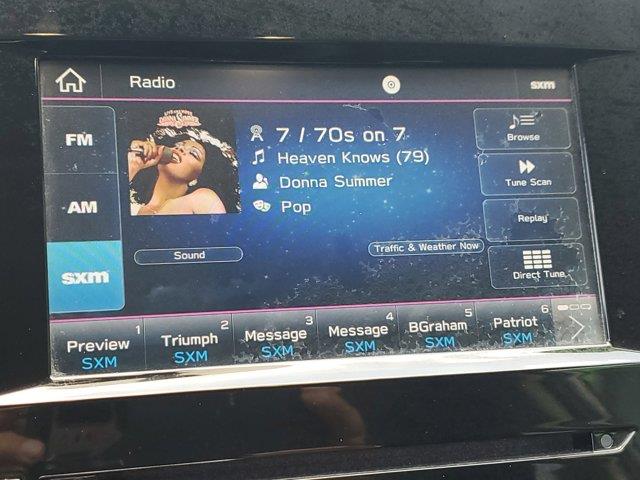 Radio
sxm
FM
AM
sxm
7 / 70s on 7
Heaven Knows (79)
Donna Summer
Pop
Browse
Tune Scan
Replay
Direct Tune
Sound
Traffic & Weather Now
1
Preview
SXM
2
Triumph
SXM
3
Message
SXM
4
Message
SXM
5
BGraham
SXM
6
Patriot
SXM